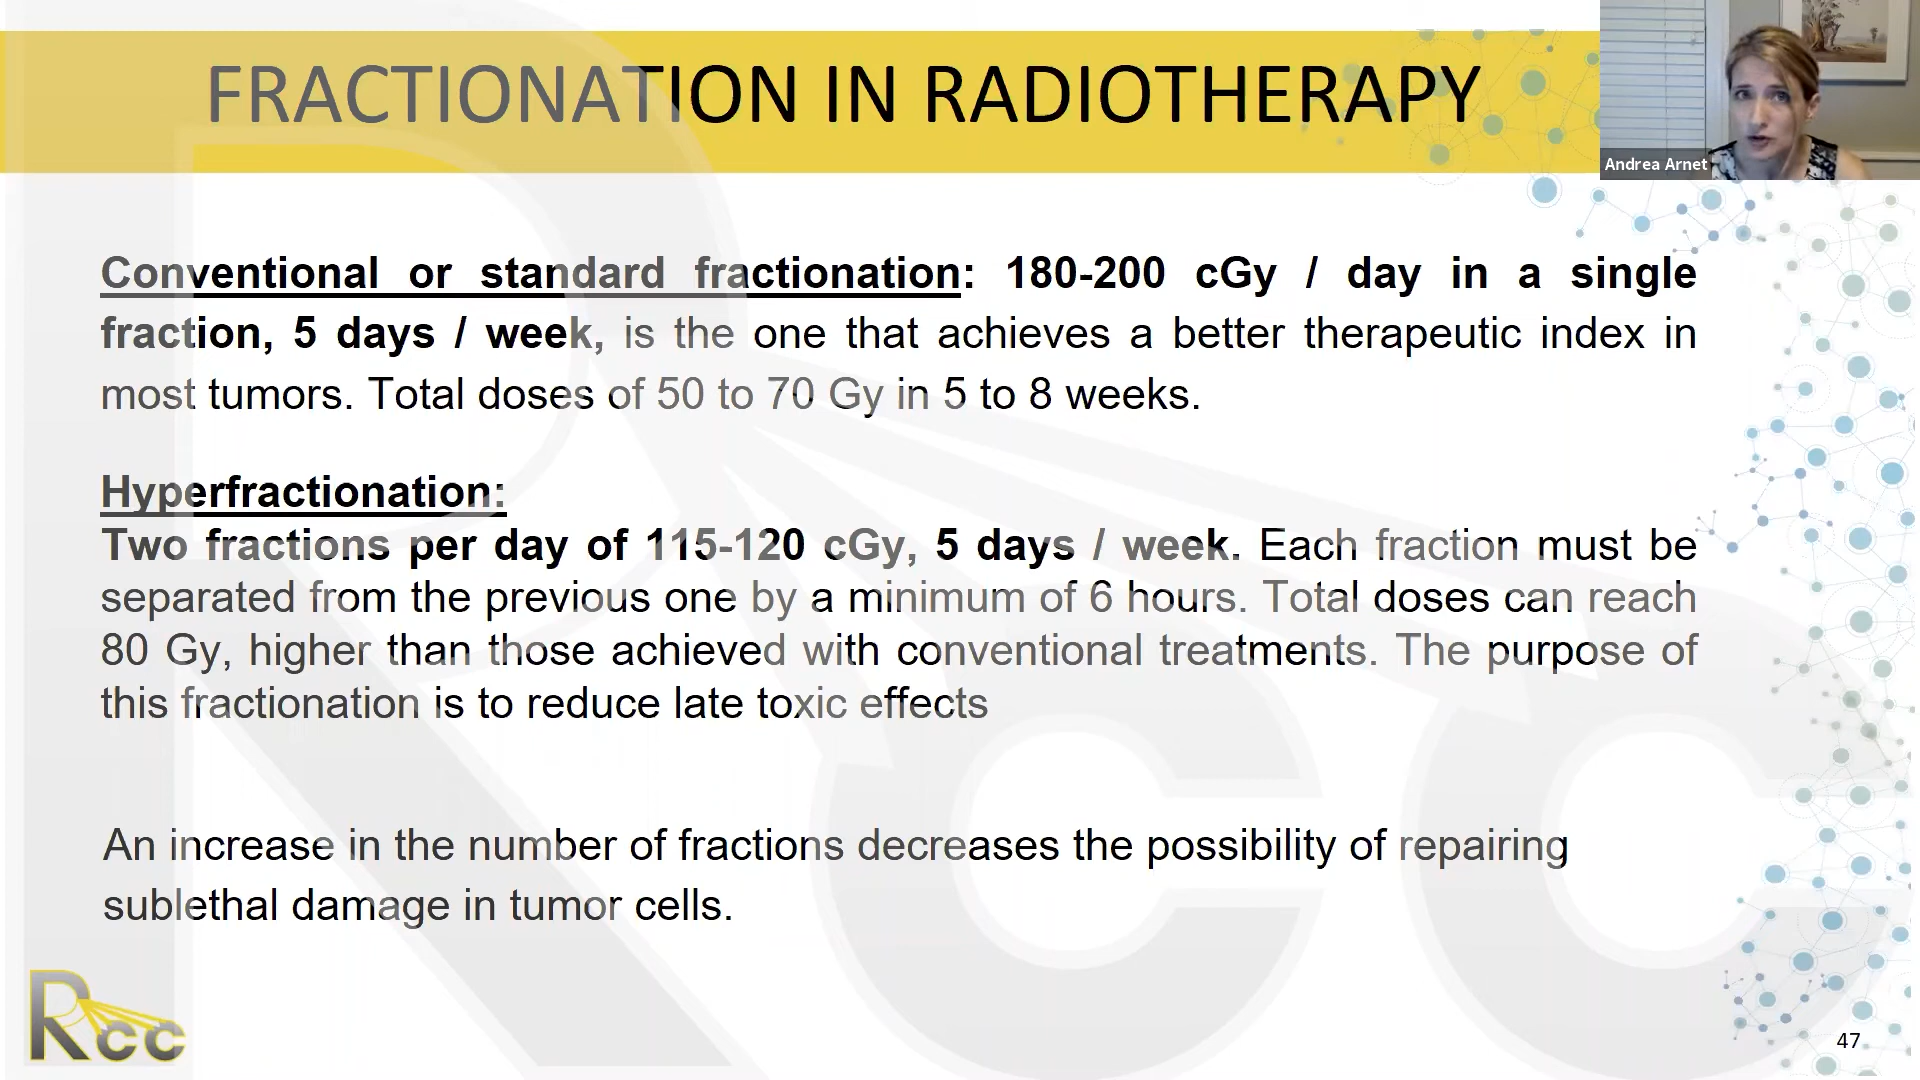 FRACTIONATION IN RADIOTHERAPY
Andrea Arnet
Conventional or standard fractionation: 180-200 cGy / day in a single
fraction, 5 days / week, is the one that achieves a better therapeutic index in
most tumors. Total doses of 50 to 70 Gy in 5 to 8 weeks.
Hyperfractionation:
Two fractions per day of 115-120 cGy, 5 days / week. Each fraction must be
separated from the previous one by a minimum of 6 hours. Total doses can reach
80 Gy, higher than those achieved with conventional treatments. The purpose of
this fractionation is to reduce late toxic effects
An increase in the number of fractions decreases the possibility of repairing
sublethal damage in tumor cells.
Rcc
47